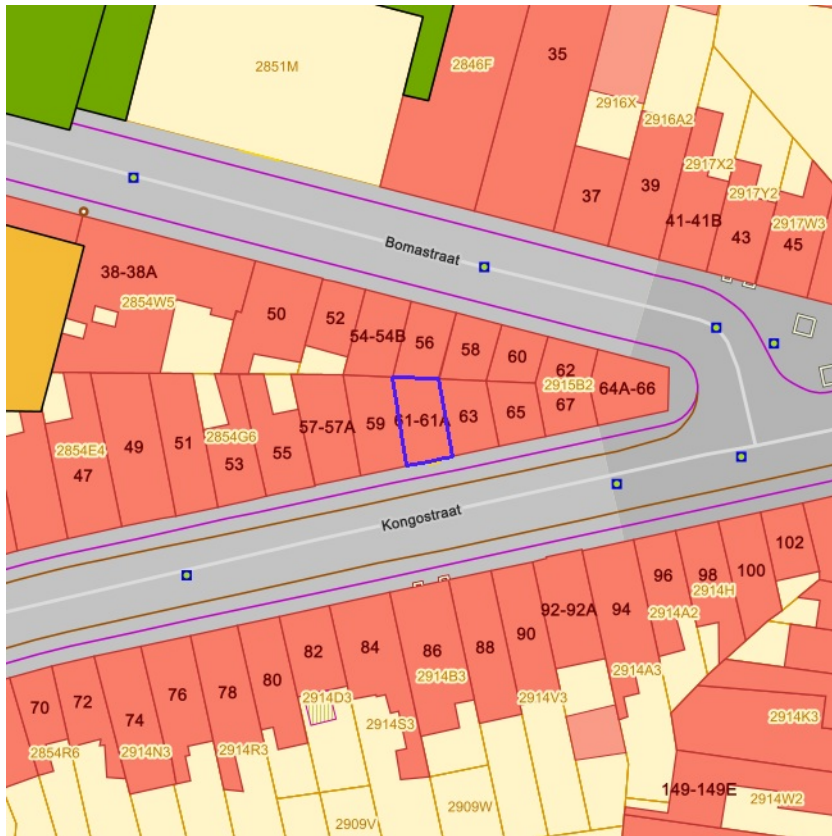 2851M
2846F
35
2916X
2916A2
37
39
2917X2
41-41B
2917Y2
43
2917W3
45
Bomastraat
38-38A
2854W5
50
52
54-54B
56
58
60
62
2915B2
64A-66
67
2854E4
47
49
51
2854G6
53
55
57-57A
59
61-61A
63
65
Kongostraat
70
72
74
76
78
80
82
84
86
88
90
92-92A
94
96
98
100
102
2914H
2914A2
2914A3
2914B3
2914V3
2914D3
2914S3
2914K3
2854R6
2914N3
2914R3
2909V
2909W
149-149E
2914W2